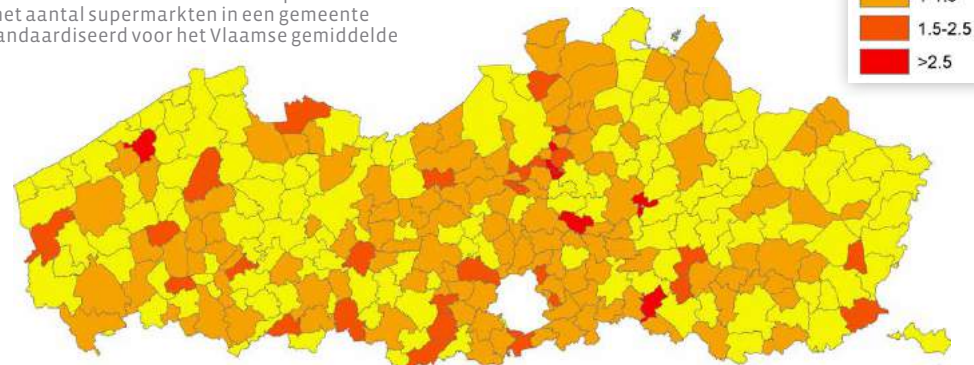 het aantal supermarkten in een gemeente
andaardiseerd voor het Vlaamse gemiddelde
1.5-2.5
>2.5